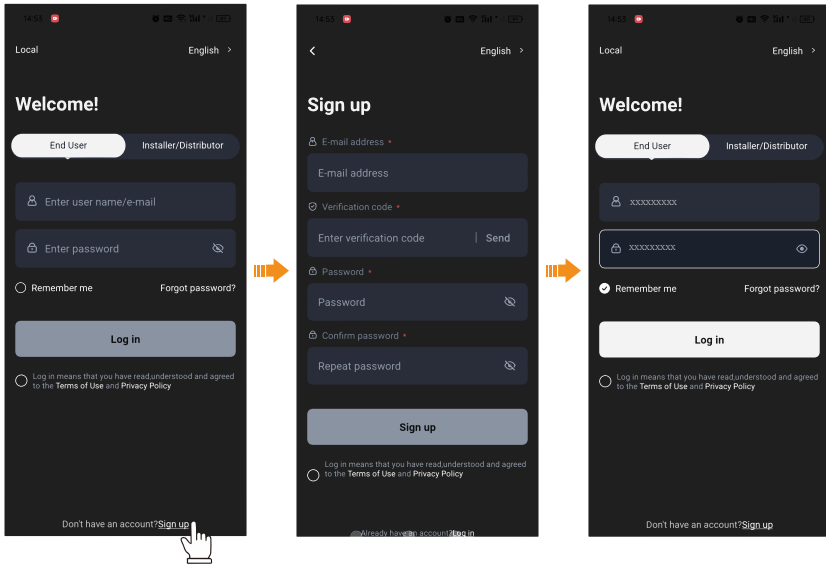 14:53
Local
English >
Welcome!
End User
Installer/Distributor
Enter user name/e-mail
Enter password
Remember me
Forgot password?
Log in
Log in means that you have read,understood and agreed
to the Terms of Use and Privacy Policy
Don't have an account?Sign up
14:53
English >
Sign up
E-mail address *
E-mail address
Verification code *
Enter verification code | Send
Password *
Password
Confirm password *
Repeat password
Sign up
Log in means that you have read,understood and agreed
to the Terms of Use and Privacy Policy
Already have an account?Log in
14:53
Local
English >
Welcome!
End User
Installer/Distributor
xxxxxxxxx
xxxxxxxxx
Remember me
Forgot password?
Log in
Log in means that you have read,understood and agreed
to the Terms of Use and Privacy Policy
Don't have an account?Sign up